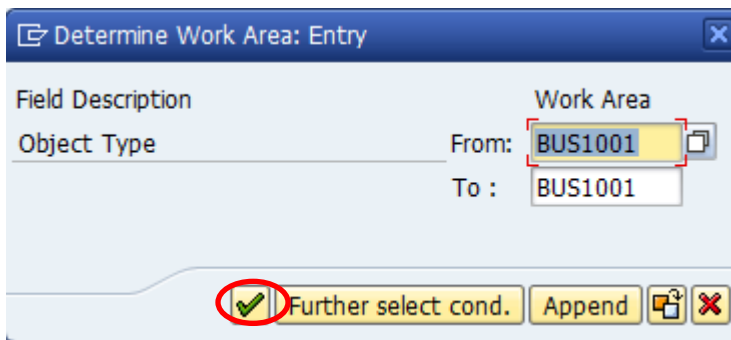 Determine Work Area: Entry
Field Description Work Area
Object Type From: BUS1001
To : BUS1001
Further select cond. Append